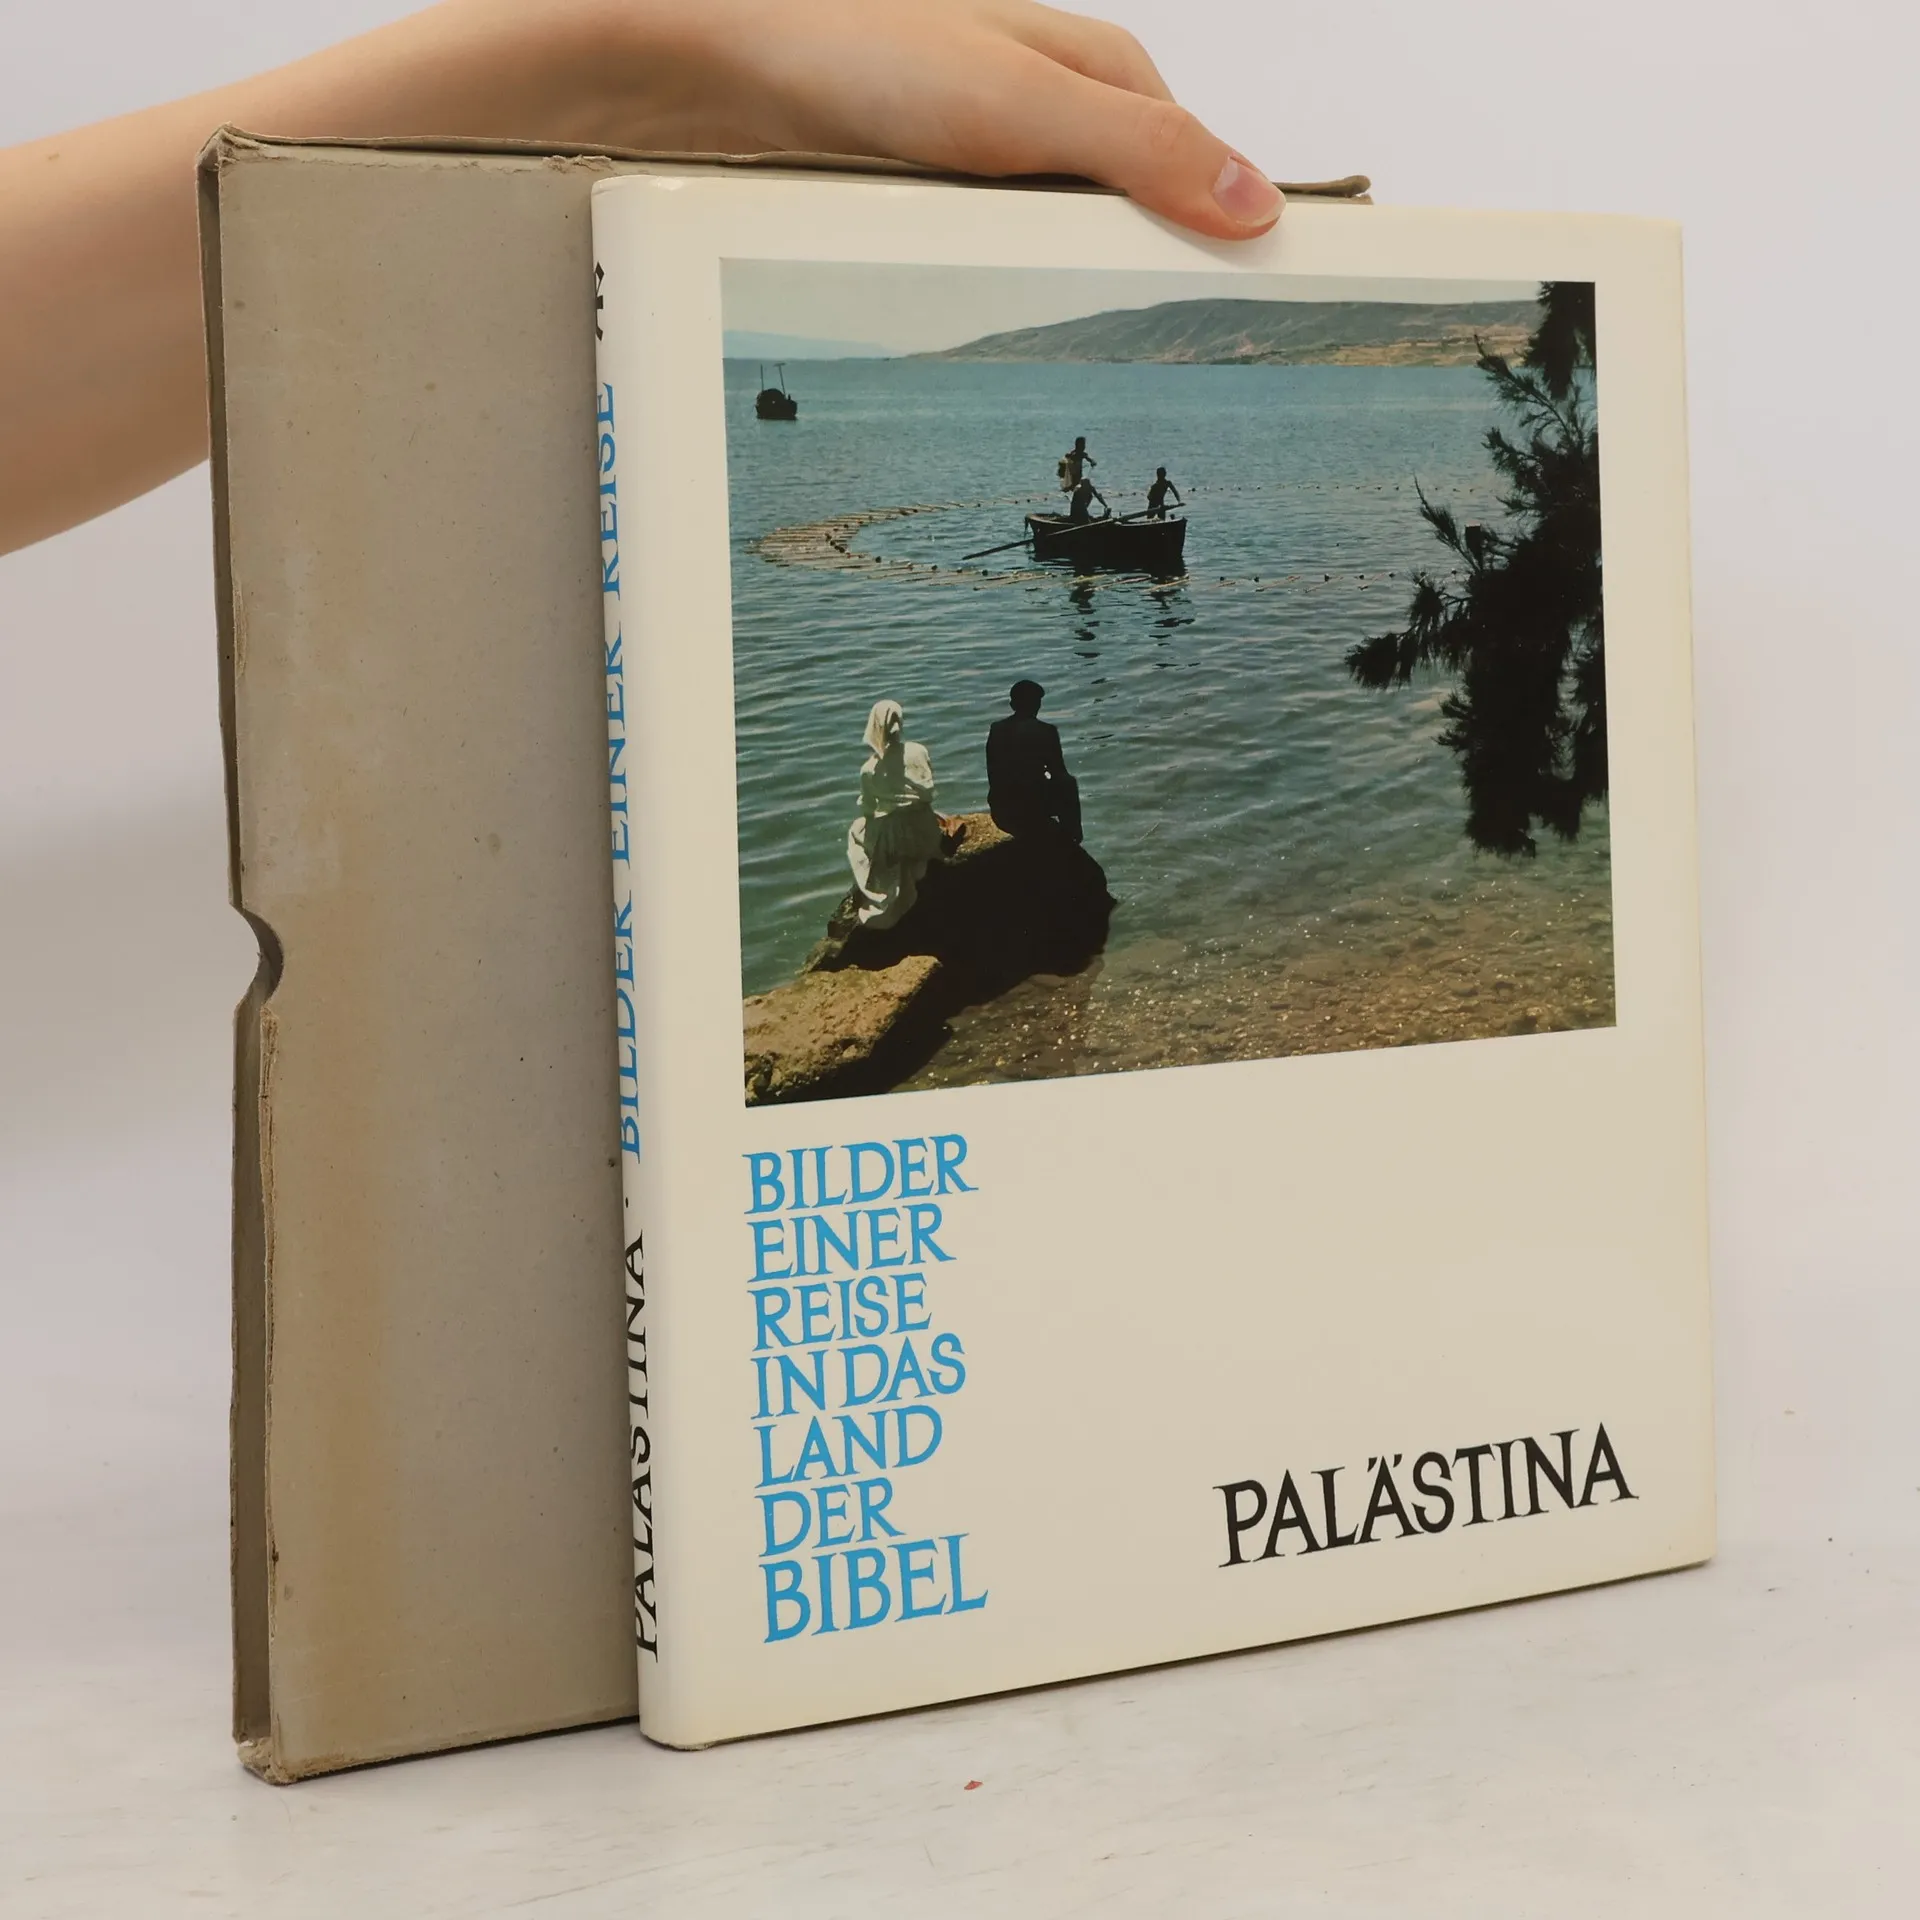 PALÄSTINA · BILDER EINER REISE
BILDER
EINER
REISE
IN DAS
LAND
DER
BIBEL
PALÄSTINA